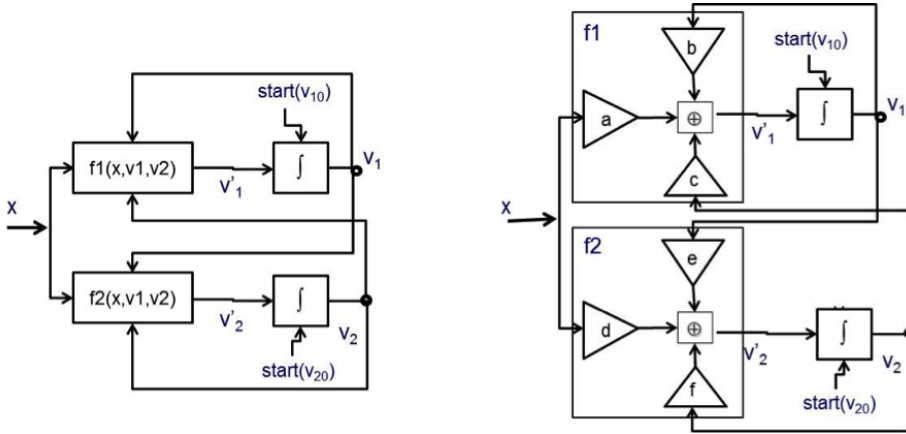 start(v10)
f1(x,v1,v2)
∫
v1
v'1
x
f2(x,v1,v2)
∫
v'2
v2
start(v20)
f1
b
start(v10)
a
⊕
∫
v1
v'1
c
x
f2
e
d
⊕
∫
v'2
v2
f
start(v20)